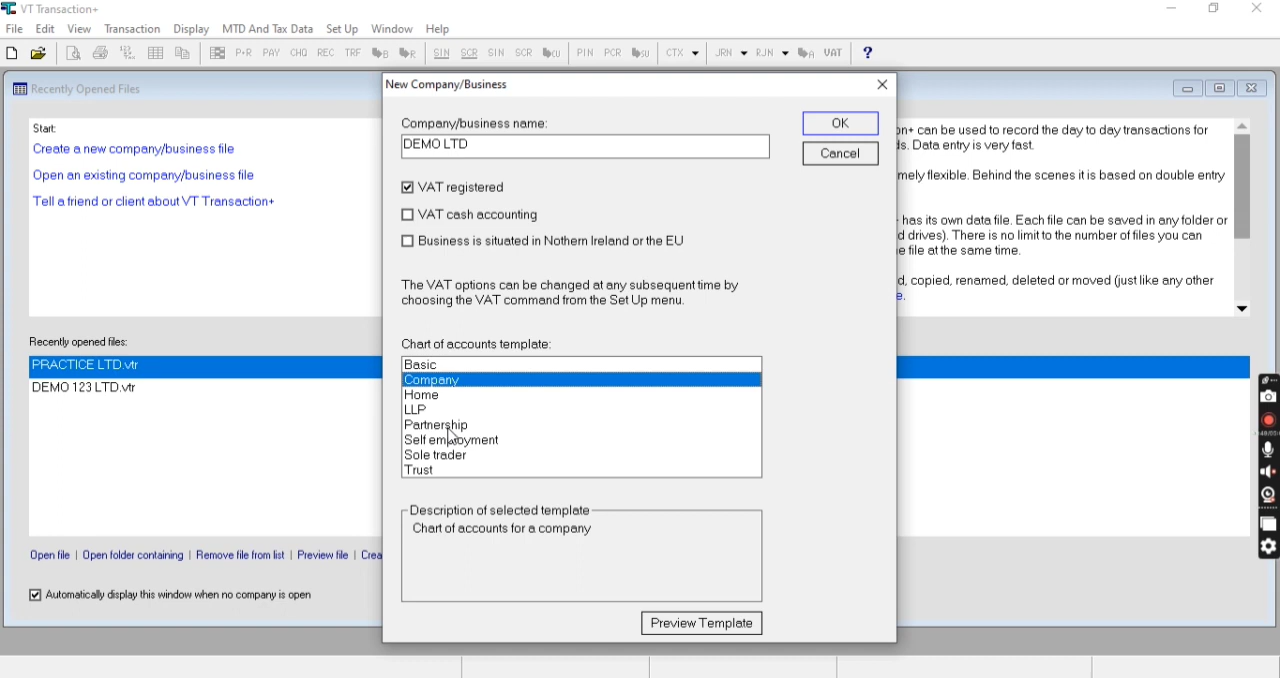 VT Transaction+
File Edit View Transaction Display MTD And Tax Data Set Up Window Help
P+R PAY CHQ REC TRF B R SIN SCR SIN SCR CU PIN PCR SU CTX JRN RJN A VAT ?
Recently Opened Files
Start:
Create a new company/business file
Open an existing company/business file
Tell a friend or client about VT Transaction+
Recently opened files:
PRACTICE LTD.vtr
DEMO 123 LTD.vtr
Open file | Open folder containing | Remove file from list | Preview file | Crea
Automatically display this window when no company is open
New Company/Business
Company/business name:
DEMO LTD
OK
Cancel
VAT registered
VAT cash accounting
Business is situated in Nothern Ireland or the EU
The VAT options can be changed at any subsequent time by
choosing the VAT command from the Set Up menu.
Chart of accounts template:
Basic
Company
Home
LLP
Partnership
Self employment
Sole trader
Trust
Description of selected template
Chart of accounts for a company
Preview Template
on+ can be used to record the day to day transactions for
ls. Data entry is very fast.
mely flexible. Behind the scenes it is based on double entry
has its own data file. Each file can be saved in any folder or
d drives). There is no limit to the number of files you can
e file at the same time.
d, copied, renamed, deleted or moved (just like any other
e.